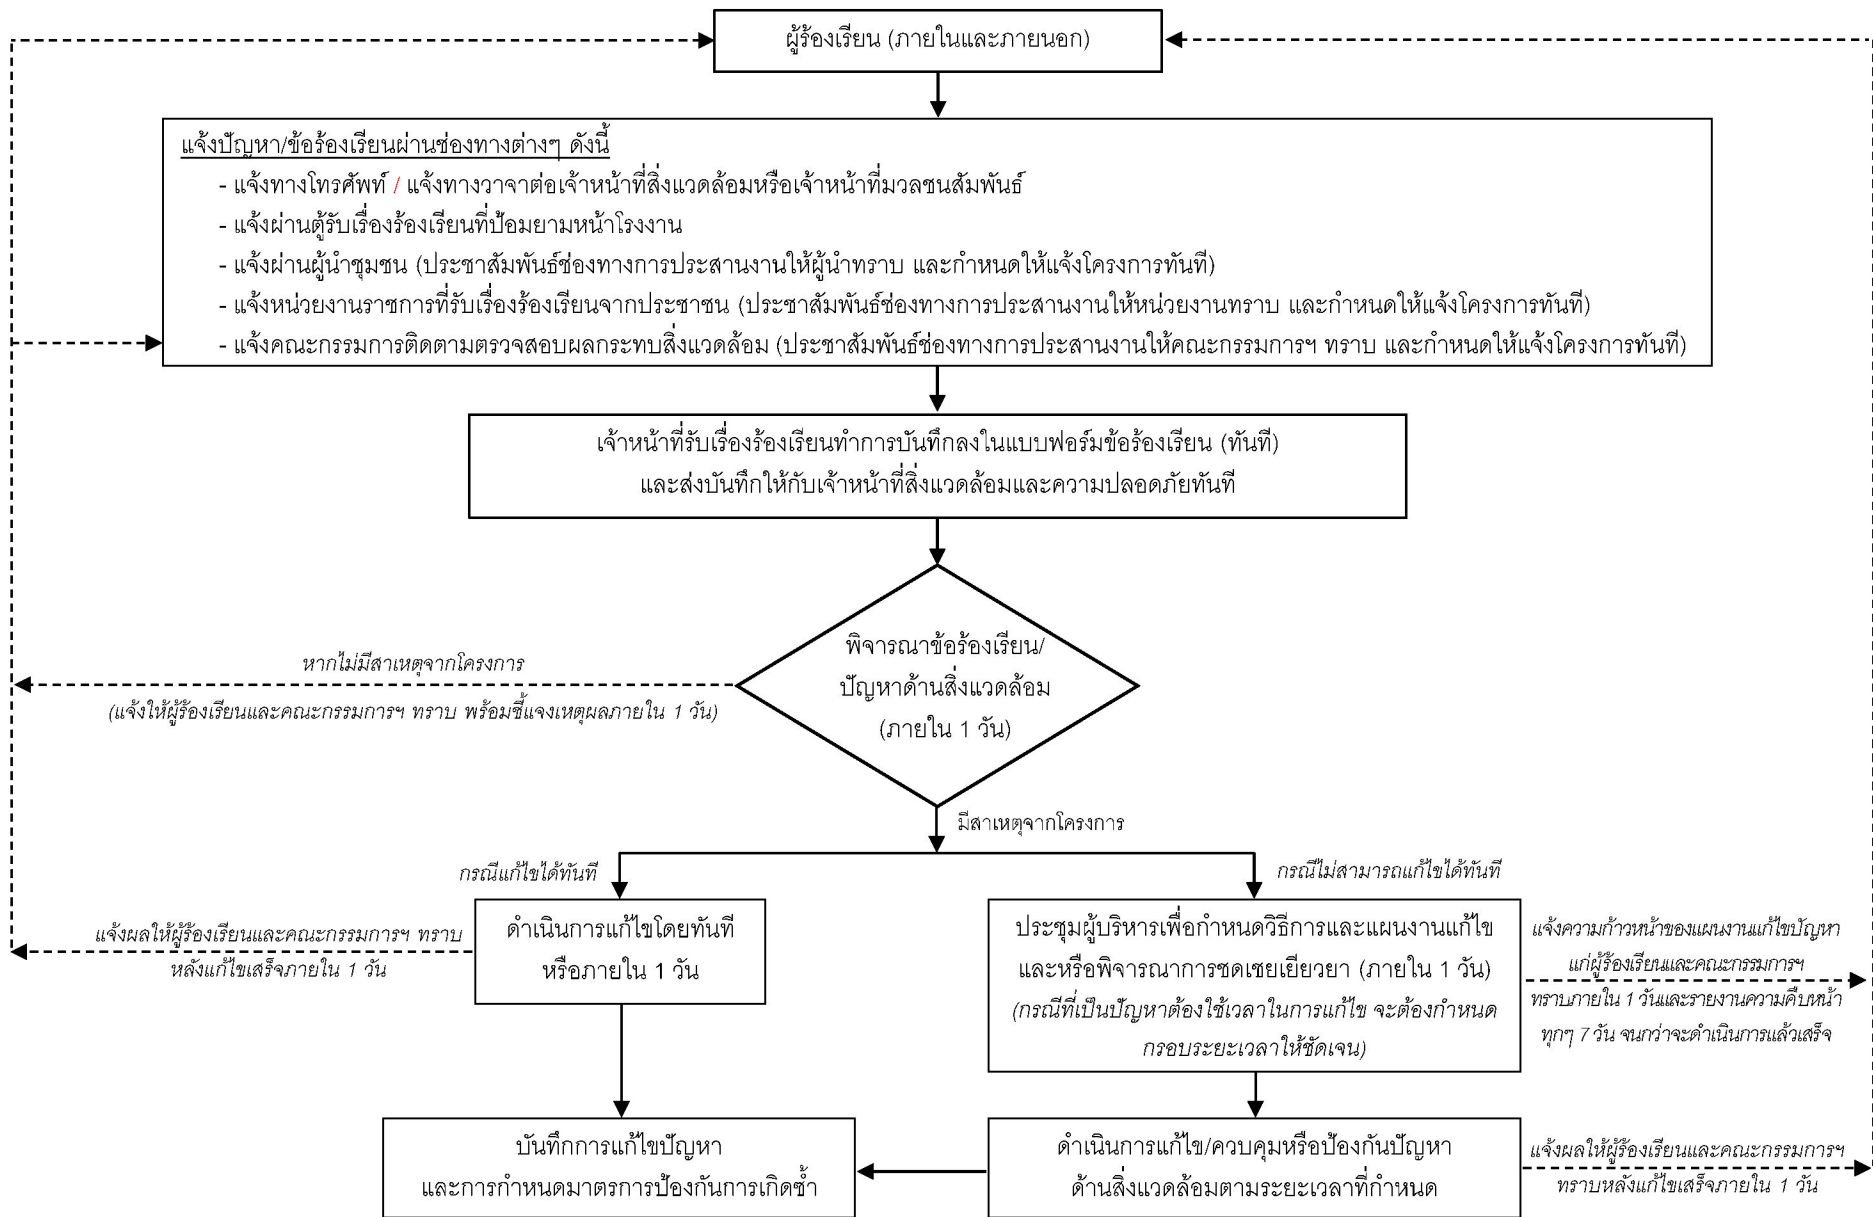 ผู้ร้องเรียน (ภายในและภายนอก)
แจ้งปัญหา/ข้อร้องเรียนผ่านช่องทางต่างๆ ดังนี้
- แจ้งทางโทรศัพท์ / แจ้งทางวาจาต่อเจ้าหน้าที่สิ่งแวดล้อมหรือเจ้าหน้าที่มวลชนสัมพันธ์
- แจ้งผ่านตู้รับเรื่องร้องเรียนที่ป้อมยามหน้าโรงงาน
- แจ้งผ่านผู้นำชุมชน (ประชาสัมพันธ์ช่องทางการประสานงานให้ผู้นำทราบ และกำหนดให้แจ้งโครงการทันที)
- แจ้งหน่วยงานราชการที่รับเรื่องร้องเรียนจากประชาชน (ประชาสัมพันธ์ช่องทางการประสานงานให้หน่วยงานทราบ และกำหนดให้แจ้งโครงการทันที)
- แจ้งคณะกรรมการติดตามตรวจสอบผลกระทบสิ่งแวดล้อม (ประชาสัมพันธ์ช่องทางการประสานงานให้คณะกรรมการฯ ทราบ และกำหนดให้แจ้งโครงการทันที)
เจ้าหน้าที่รับเรื่องร้องเรียนทำการบันทึกลงในแบบฟอร์มข้อร้องเรียน (ทันที)
และส่งบันทึกให้กับเจ้าหน้าที่สิ่งแวดล้อมและความปลอดภัยทันที
พิจารณาข้อร้องเรียน/
ปัญหาด้านสิ่งแวดล้อม
(ภายใน 1 วัน)
หากไม่มีสาเหตุจากโครงการ
(แจ้งให้ผู้ร้องเรียนและคณะกรรมการฯ ทราบ พร้อมชี้แจงเหตุผลภายใน 1 วัน)
มีสาเหตุจากโครงการ
กรณีแก้ไขได้ทันที
กรณีไม่สามารถแก้ไขได้ทันที
แจ้งผลให้ผู้ร้องเรียนและคณะกรรมการฯ ทราบ
หลังแก้ไขเสร็จภายใน 1 วัน
ดำเนินการแก้ไขโดยทันที
หรือภายใน 1 วัน
ประชุมผู้บริหารเพื่อกำหนดวิธีการและแผนงานแก้ไข
และหรือพิจารณาการชดเชยเยียวยา (ภายใน 1 วัน)
(กรณีที่เป็นปัญหาต้องใช้เวลาในการแก้ไข จะต้องกำหนด
กรอบระยะเวลาให้ชัดเจน)
แจ้งความก้าวหน้าของแผนงานแก้ไขปัญหา
แก่ผู้ร้องเรียนและคณะกรรมการฯ
ทราบภายใน 1 วันและรายงานความคืบหน้า
ทุกๆ 7 วัน จนกว่าจะดำเนินการแล้วเสร็จ
บันทึกการแก้ไขปัญหา
และการกำหนดมาตรการป้องกันการเกิดซ้ำ
ดำเนินการแก้ไข/ควบคุมหรือป้องกันปัญหา
ด้านสิ่งแวดล้อมตามระยะเวลาที่กำหนด
แจ้งผลให้ผู้ร้องเรียนและคณะกรรมการฯ
ทราบหลังแก้ไขเสร็จภายใน 1 วัน